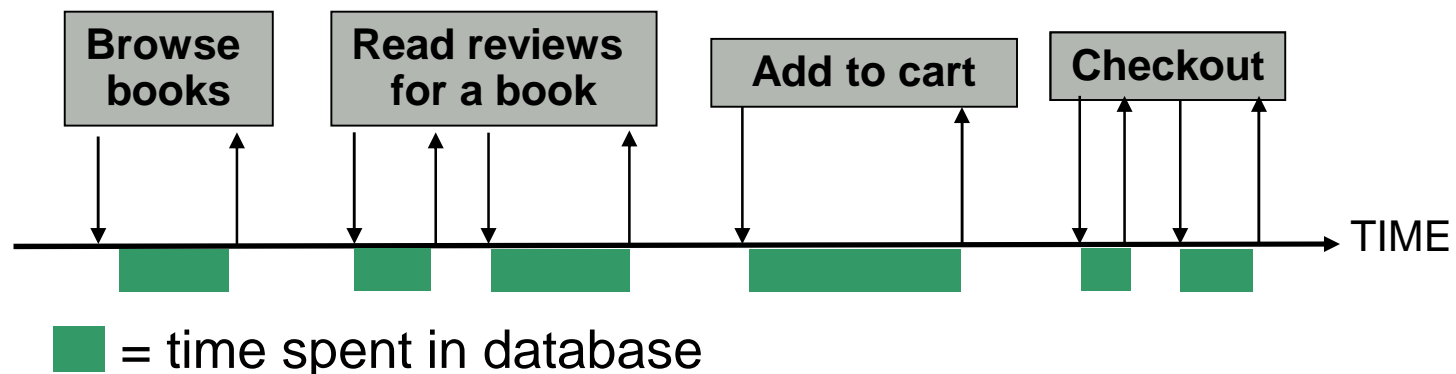 Browse
books
Read reviews
for a book
Add to cart
Checkout
TIME
= time spent in database